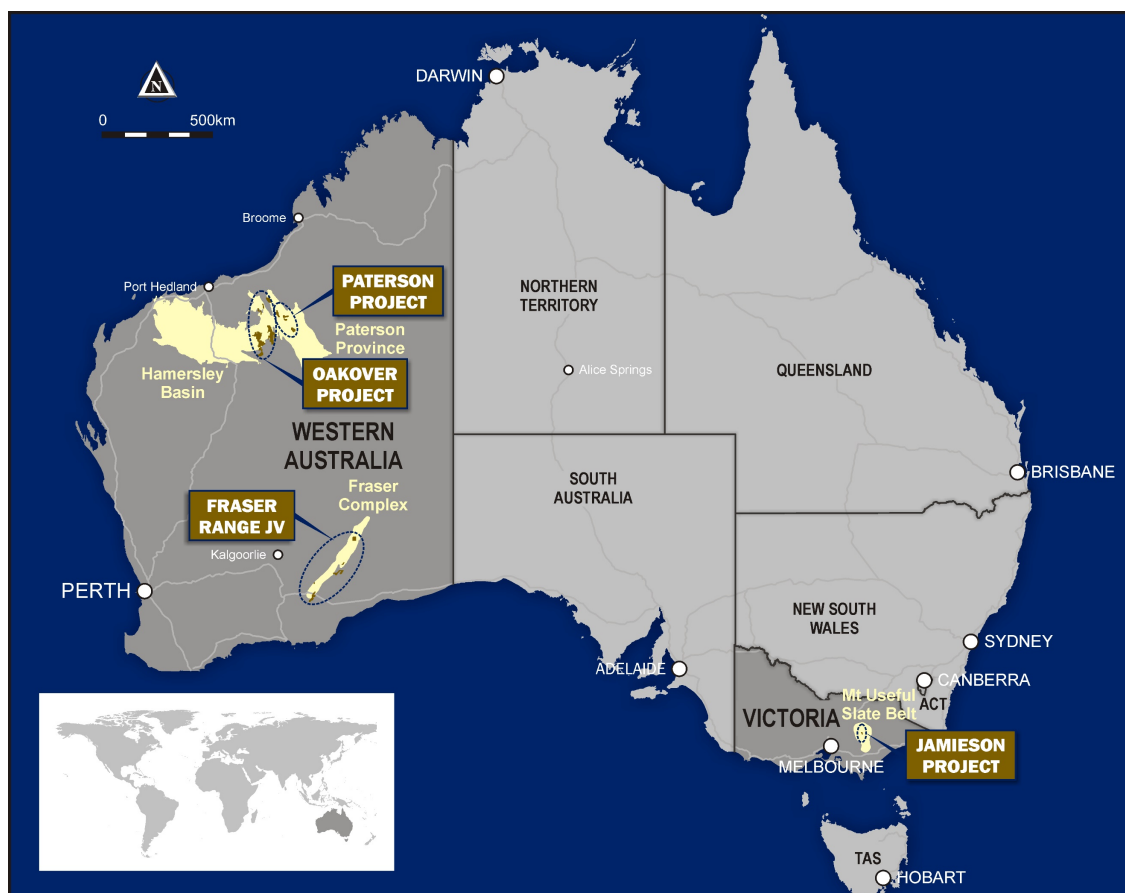 DARWIN
N
0 500km
Broome
Port Hedland
PATERSON
PROJECT
Paterson
Province
Hamersley
Basin
OAKOVER
PROJECT
NORTHERN
TERRITORY
Alice Springs
QUEENSLAND
WESTERN
AUSTRALIA
SOUTH
AUSTRALIA
BRISBANE
Fraser
Complex
FRASER
RANGE JV
Kalgoorlie
PERTH
NEW SOUTH
WALES
SYDNEY
ADELAIDE
CANBERRA
ACT
Mt Useful
Slate Belt
VICTORIA
MELBOURNE
JAMIESON
PROJECT
TAS
HOBART